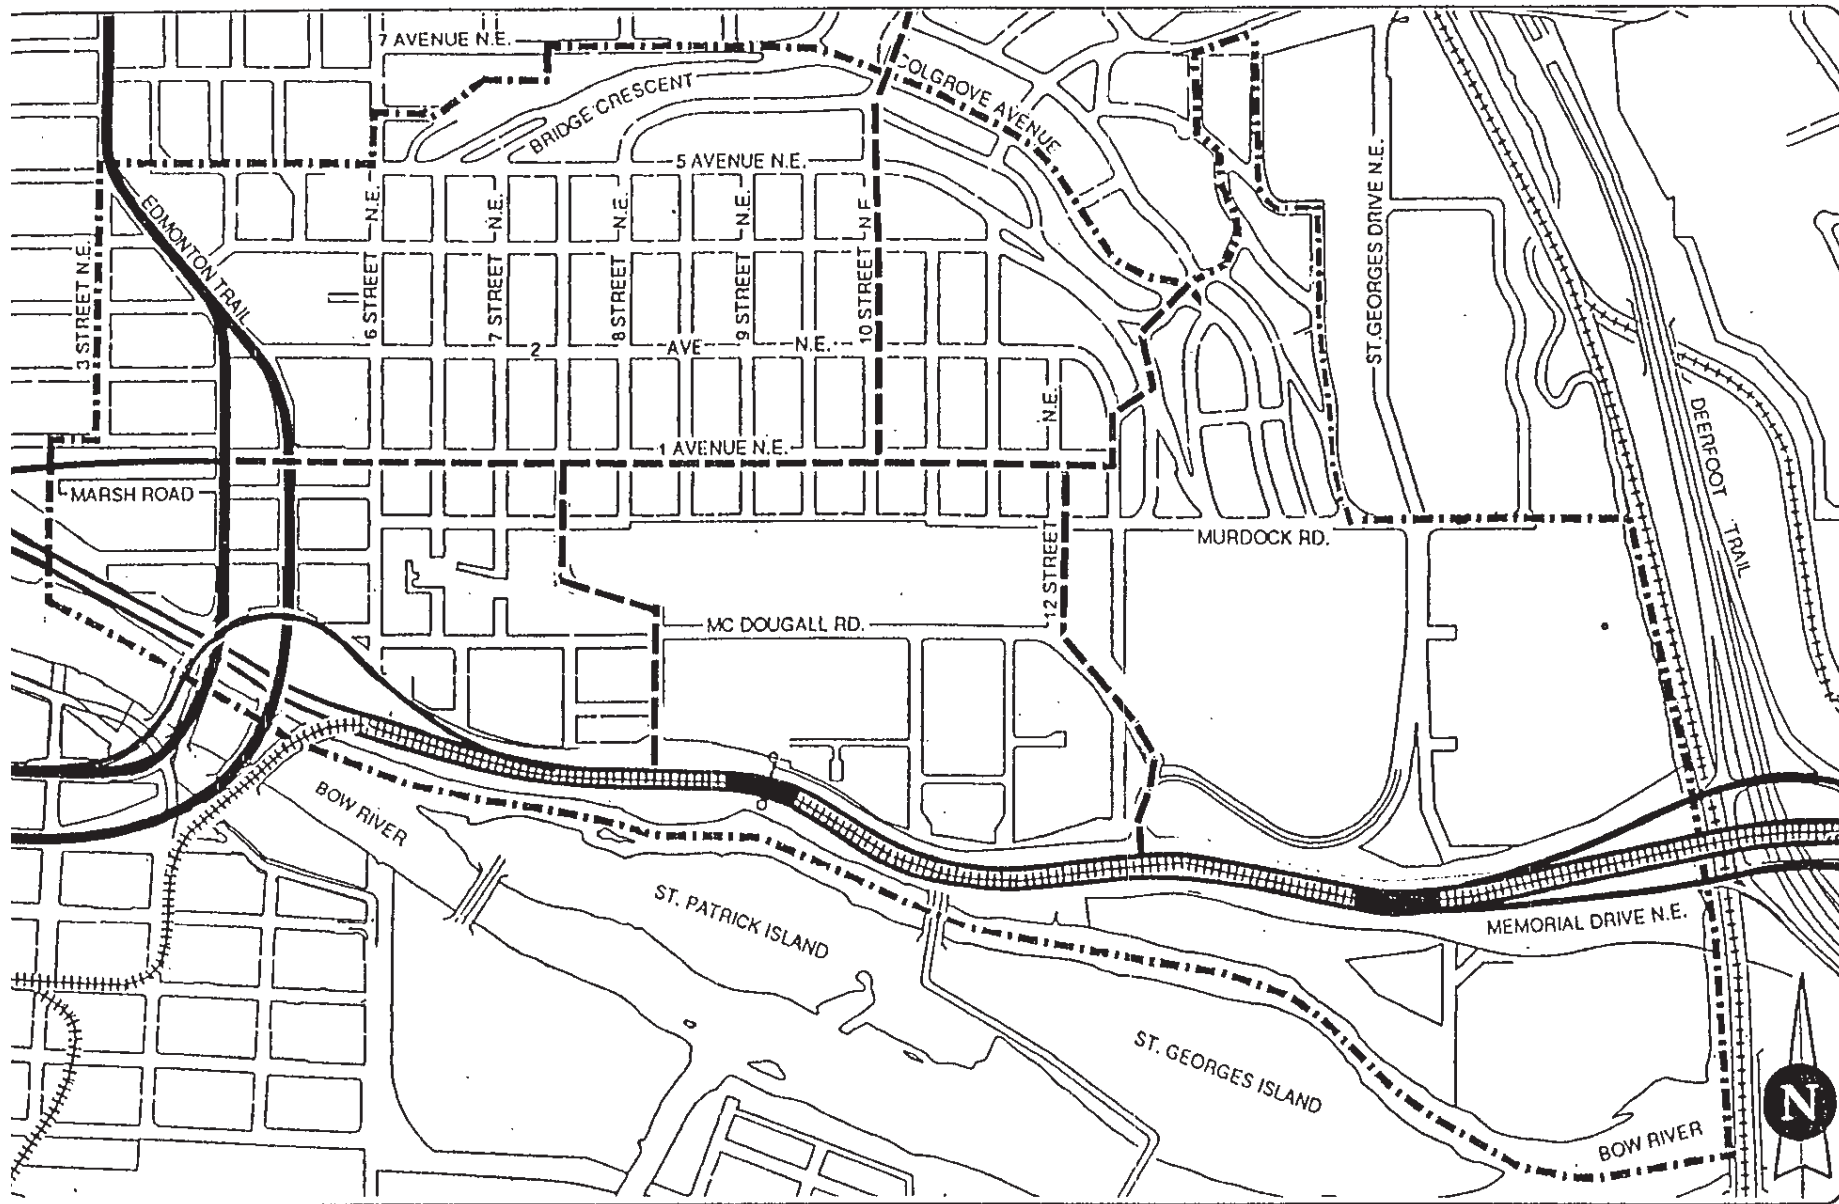 7 AVENUE N.E.
COLGROVE AVENUE
BRIDGE CRESCENT
5 AVENUE N.E.
EDMONTON TRAIL
3 STREET N.E.
6 STREET N.E.
7 STREET N.E.
8 STREET N.E.
9 STREET N.E.
10 STREET N.E.
ST.GEORGES DRIVE N.E.
2 AVE N.E.
DEERFOOT TRAIL
1 AVENUE N.E.
MARSH ROAD
12 STREET N.E.
MURDOCK RD.
MC DOUGALL RD.
BOW RIVER
ST. PATRICK ISLAND
MEMORIAL DRIVE N.E.
ST. GEORGES ISLAND
BOW RIVER
N